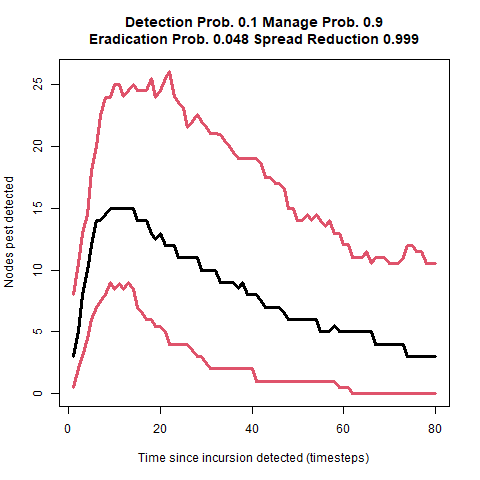 Detection Prob. 0.1 Manage Prob. 0.9
Eradication Prob. 0.048 Spread Reduction 0.999
Nodes pest detected
25
20
15
10
5
0
0
20
40
60
80
Time since incursion detected (timesteps)